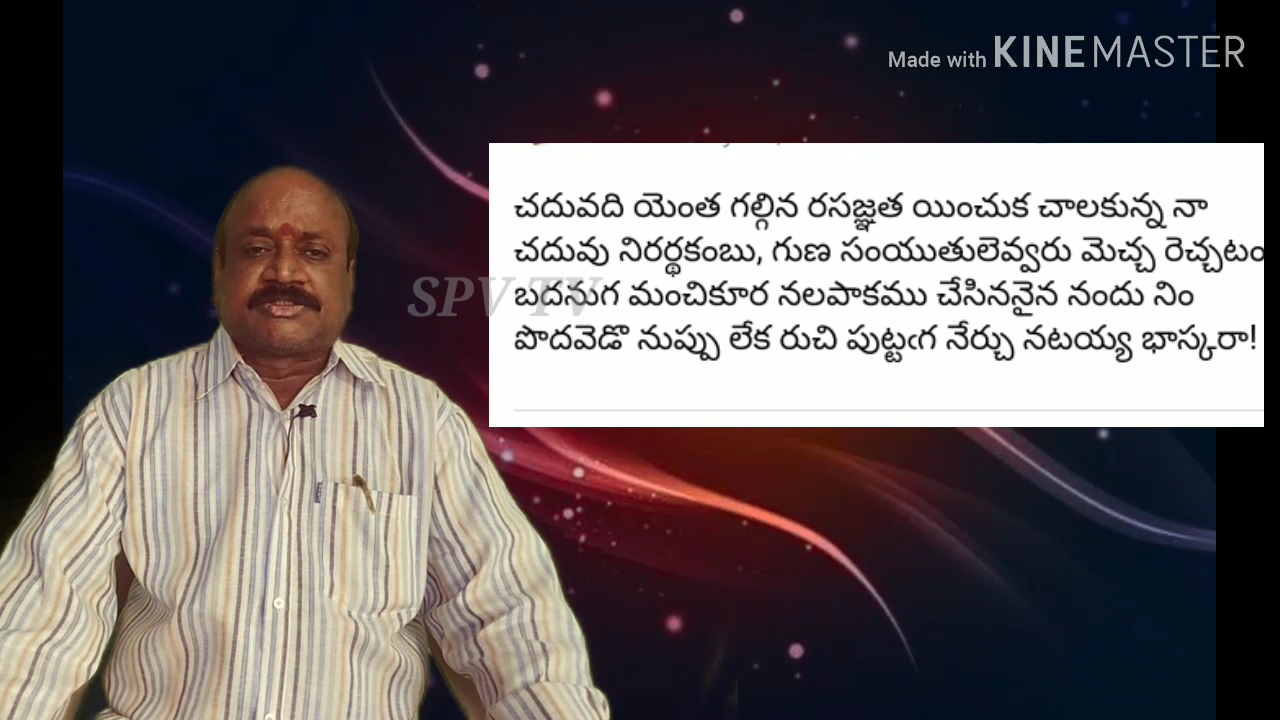 Made with KINEMASTER
చదువది యెంత గల్గిన రసజ్ఞత యించుక చాలకున్న నా
చదువు నిరర్థకంబు, గుణ సంయుతులెవ్వరు మెచ్చ రెచ్చటం
SPV TV
బదనుగ మంచికూర నలపాకము చేసిననైన నందు నిం
పొదవెడొ నుప్పు లేక రుచి పుట్టఁగ నేర్చు నటయ్య భాస్కరా!